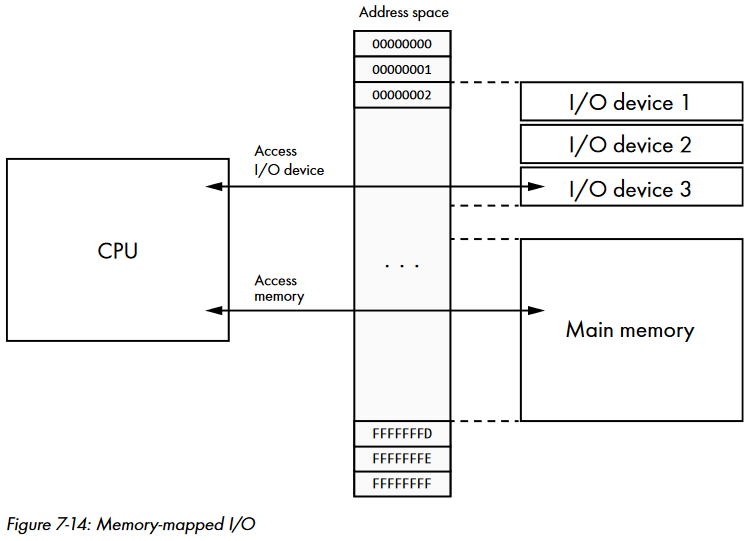 Address space
00000000
00000001
00000002
I/O device 1
I/O device 2
Access
I/O device
I/O device 3
CPU
. . .
Access
memory
Main memory
FFFFFFFD
FFFFFFFE
FFFFFFFF
Figure 7-14: Memory-mapped I/O